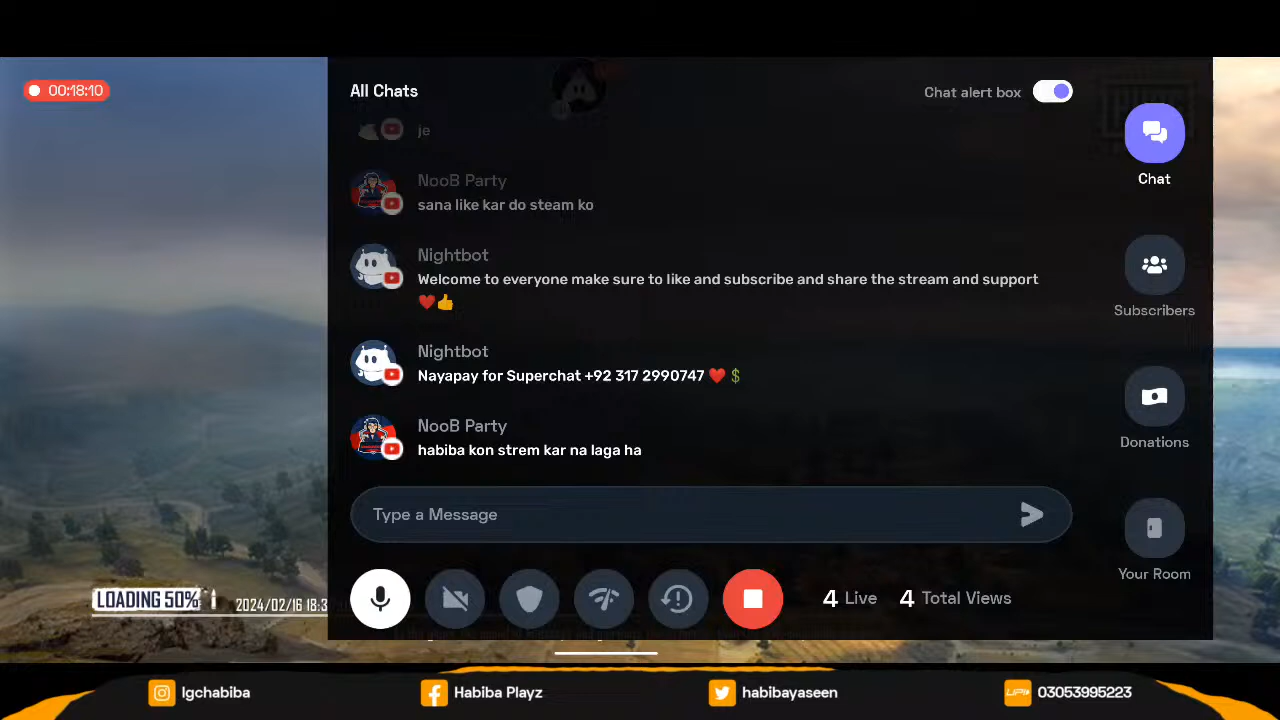 00:18:10
All Chats
Chat alert box
je
NooB Party
sana like kar do steam ko
Nightbot
Welcome to everyone make sure to like and subscribe and share the stream and support
❤️👍
Nightbot
Nayapay for Superchat +92 317 2990747 ❤️💲
NooB Party
habiba kon strem kar na laga ha
Type a Message
Chat
Subscribers
Donations
Your Room
4 Live 4 Total Views
LOADING 50% 2024/02/16 18:3
lgchabiba
Habiba Playz
habibayaseen
03053995223